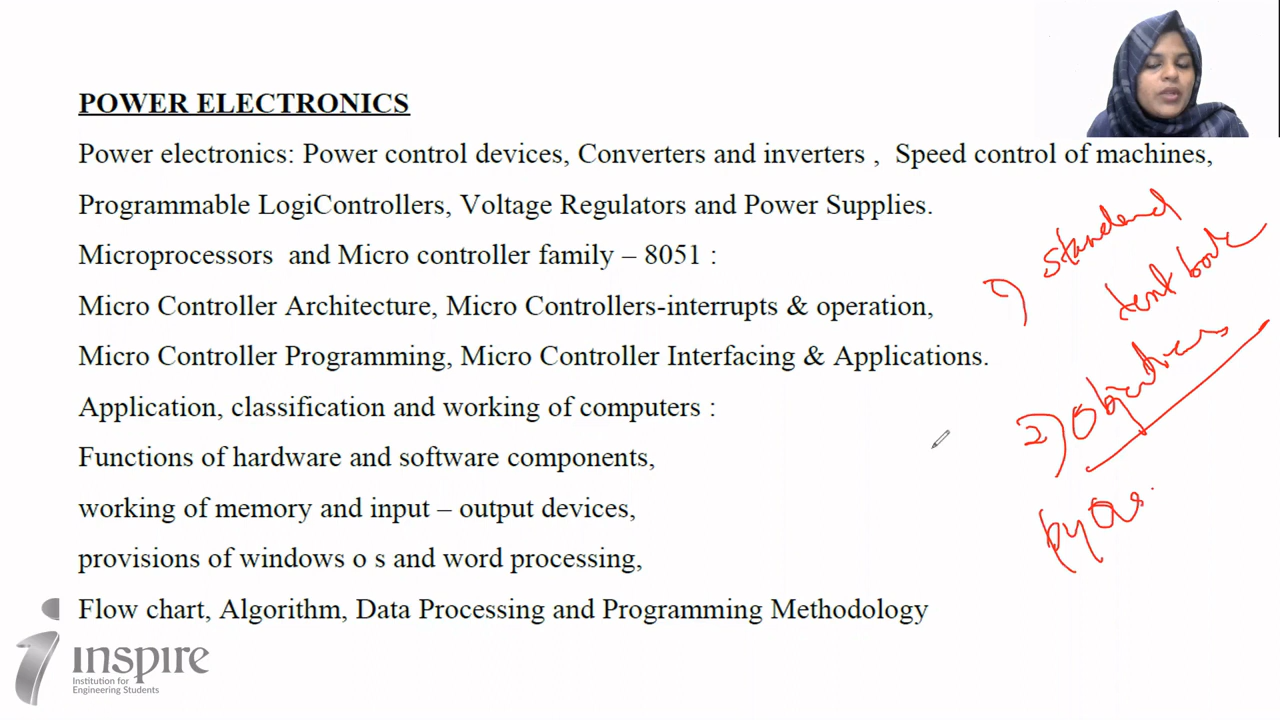 POWER ELECTRONICS
Power electronics: Power control devices, Converters and inverters , Speed control of machines,
Programmable LogiControllers, Voltage Regulators and Power Supplies.
Microprocessors and Micro controller family – 8051 :
Micro Controller Architecture, Micro Controllers-interrupts & operation,
Micro Controller Programming, Micro Controller Interfacing & Applications.
Application, classification and working of computers :
Functions of hardware and software components,
working of memory and input – output devices,
provisions of windows o s and word processing,
Flow chart, Algorithm, Data Processing and Programming Methodology
1) standard
text book
2) Objectives
pyQs.
inspire
Institution for
Engineering Students